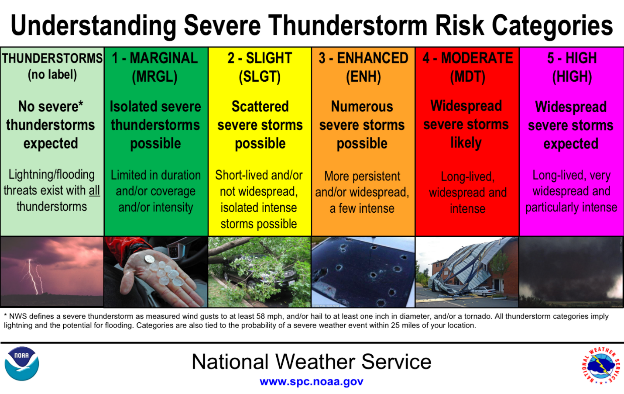 Understanding Severe Thunderstorm Risk Categories
THUNDERSTORMS
(no label)
No severe*
thunderstorms
expected
Lightning/flooding
threats exist with all
thunderstorms
1 - MARGINAL
(MRGL)
Isolated severe
thunderstorms
possible
Limited in duration
and/or coverage
and/or intensity
2 - SLIGHT
(SLGT)
Scattered
severe storms
possible
Short-lived and/or
not widespread,
isolated intense
storms possible
3 - ENHANCED
(ENH)
Numerous
severe storms
possible
More persistent
and/or widespread,
a few intense
4 - MODERATE
(MDT)
Widespread
severe storms
likely
Long-lived,
widespread and
intense
5 - HIGH
(HIGH)
Widespread
severe storms
expected
Long-lived, very
widespread and
particularly intense
* NWS defines a severe thunderstorm as measured wind gusts to at least 58 mph, and/or hail to at least one inch in diameter, and/or a tornado. All thunderstorm categories imply
lightning and the potential for flooding. Categories are also tied to the probability of a severe weather event within 25 miles of your location.
NOAA
National Weather Service
www.spc.noaa.gov
NATIONAL WEATHER SERVICE